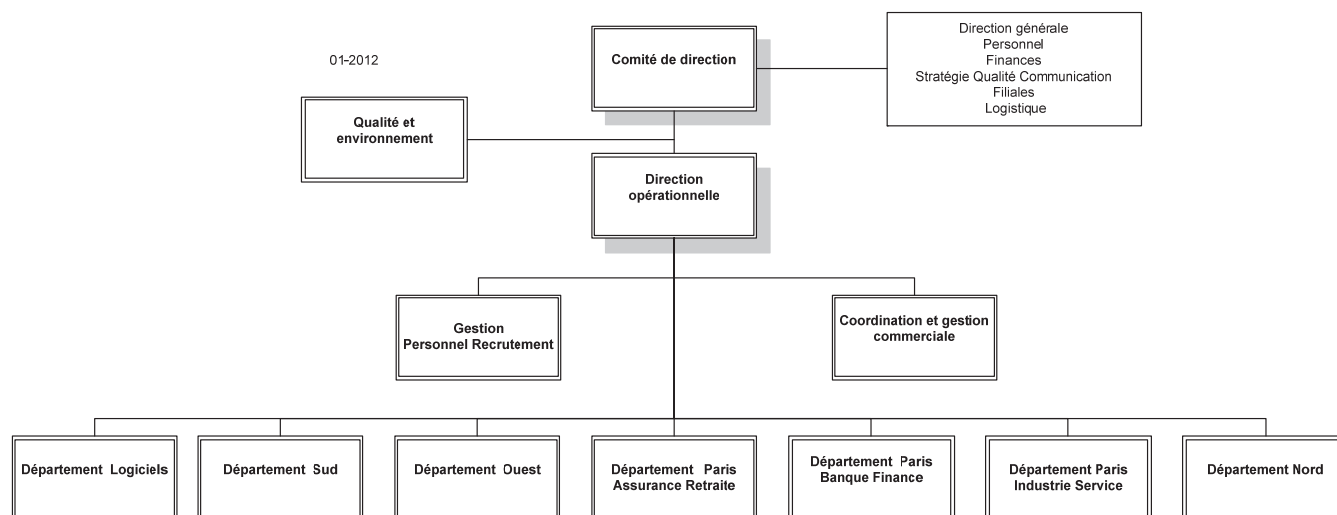 01-2012
Comité de direction
Direction générale
Personnel
Finances
Stratégie Qualité Communication
Filiales
Logistique
Qualité et
environnement
Direction
opérationnelle
Gestion
Personnel Recrutement
Coordination et gestion
commerciale
Département Logiciels
Département Sud
Département Ouest
Département Paris
Assurance Retraite
Département Paris
Banque Finance
Département Paris
Industrie Service
Département Nord